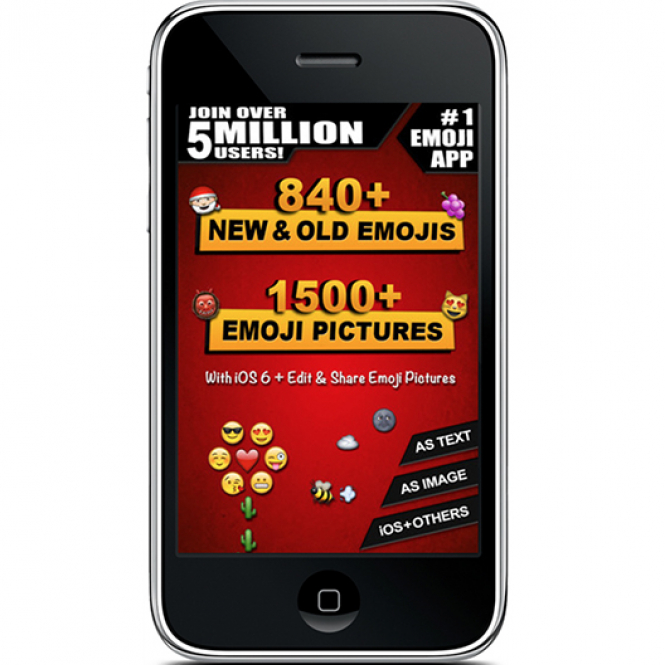 JOIN OVER
5 MILLION
USERS!
#1
EMOJI
APP
840+
NEW & OLD EMOJIS
1500+
EMOJI PICTURES
With iOS 6 + Edit & Share Emoji Pictures
AS TEXT
AS IMAGE
iOS+OTHERS